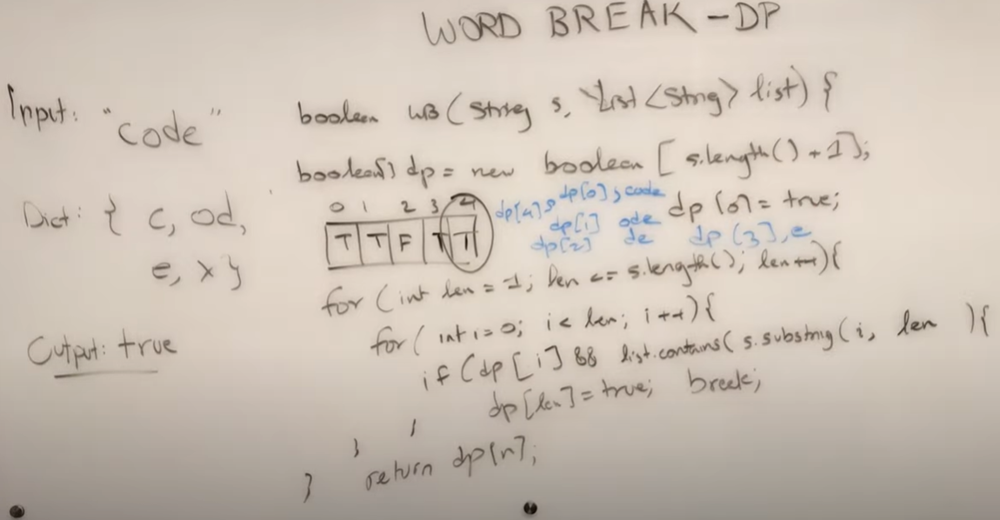 WORD BREAK - DP
Input: "code"
Dict: { c, od,
e, x }
Output: true
boolean WB( String s, List <String> list) {
boolean[] dp = new boolean [ s.length() + 1];
0 1 2 3 4
T T F T T
dp[4] => dp[0], code
dp[1] ode
dp[2] de dp[3], e
dp[0] = true;
for (int len = 1; len <= s.length(); len++){
for( int i=0; i< len; i++){
if (dp[i] && list.contains( s.substring(i, len ){
dp[len]=true; break;
}
}
return dp[n];
}